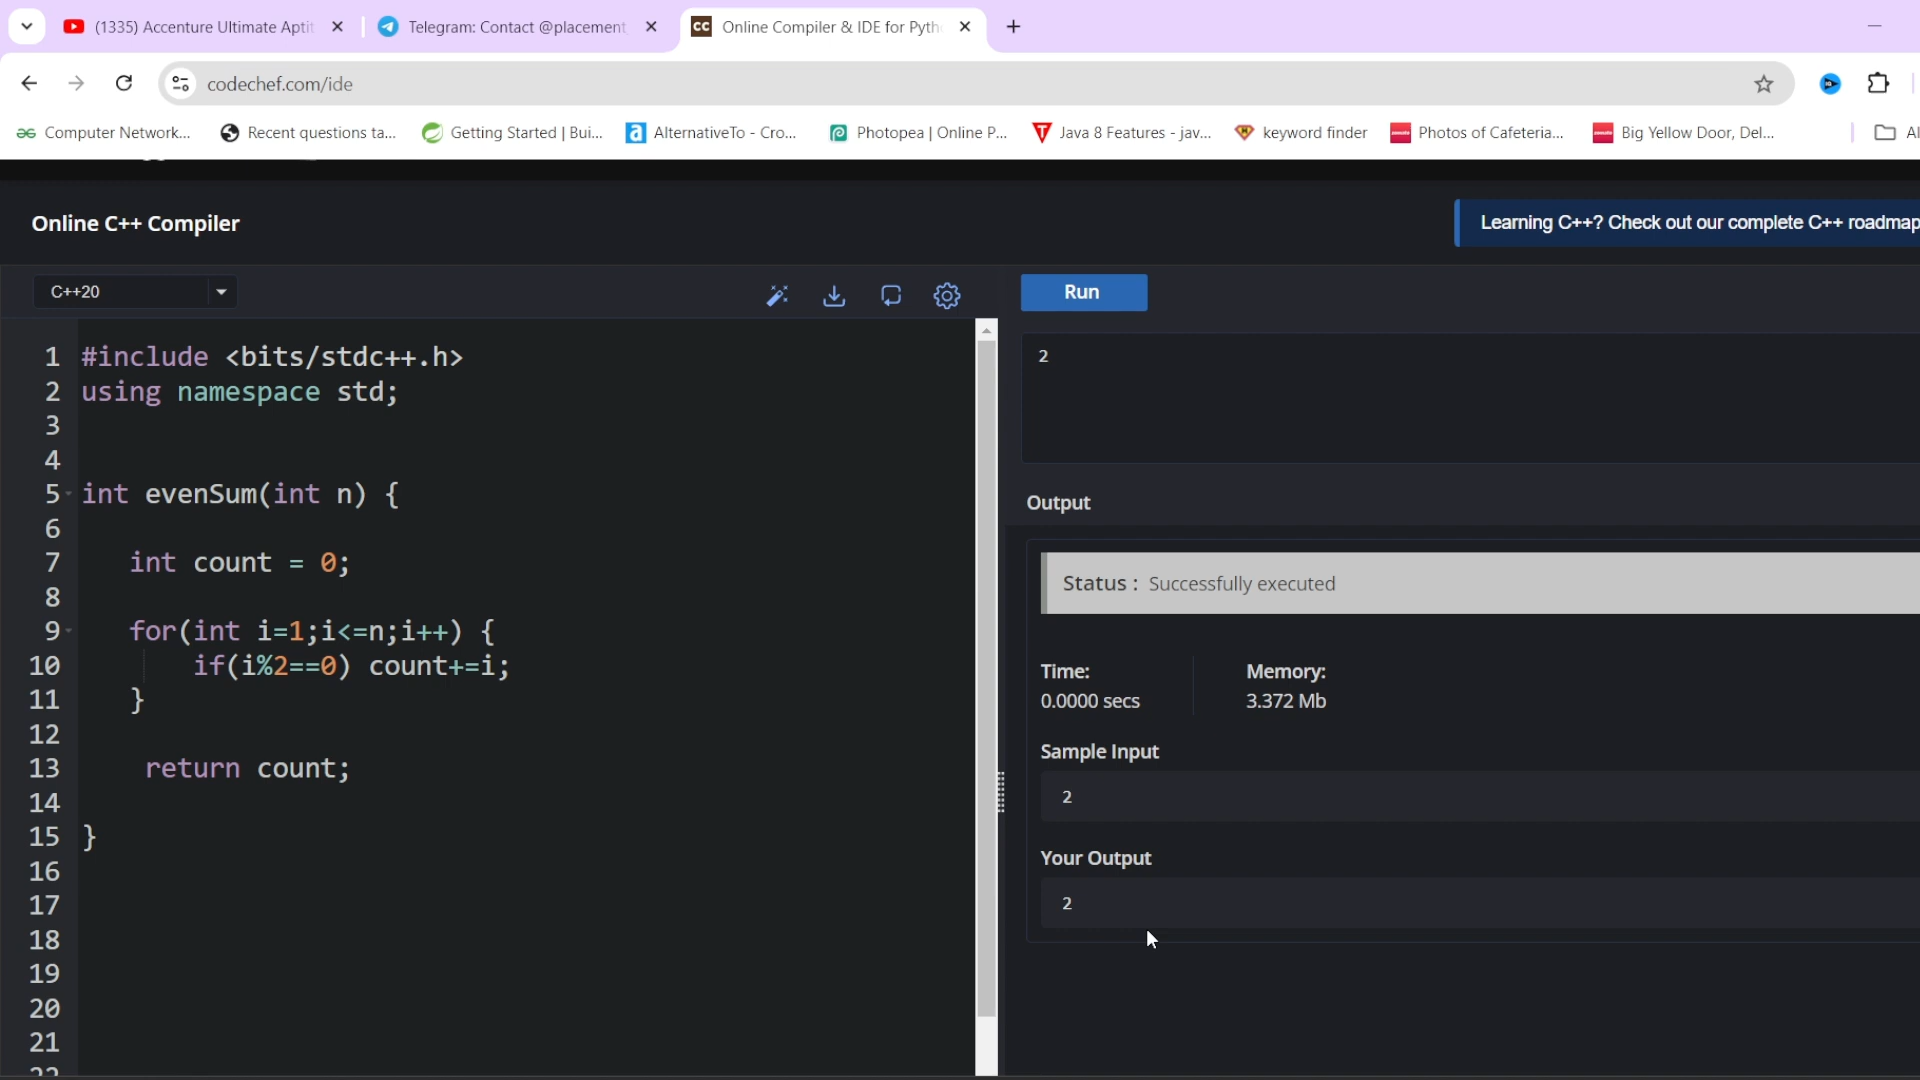 (1335) Accenture Ultimate Aptit
Telegram: Contact @placement
CC Online Compiler & IDE for Pyth
codechef.com/ide
Computer Network...
Recent questions ta...
Getting Started | Bui...
AlternativeTo - Cro...
Photopea | Online P...
Java 8 Features - jav...
keyword finder
Photos of Cafeteria...
Big Yellow Door, Del...
Al
Online C++ Compiler
Learning C++? Check out our complete C++ roadmap
C++20
Run
1 #include <bits/stdc++.h>
2 using namespace std;
3
4
5 int evenSum(int n) {
6
7 int count = 0;
8
9 for(int i=1;i<=n;i++) {
10 if(i%2==0) count+=i;
11 }
12
13 return count;
14
15 }
16
17
18
19
20
21
22
2
Output
Status : Successfully executed
Time: Memory:
0.0000 secs 3.372 Mb
Sample Input
2
Your Output
2